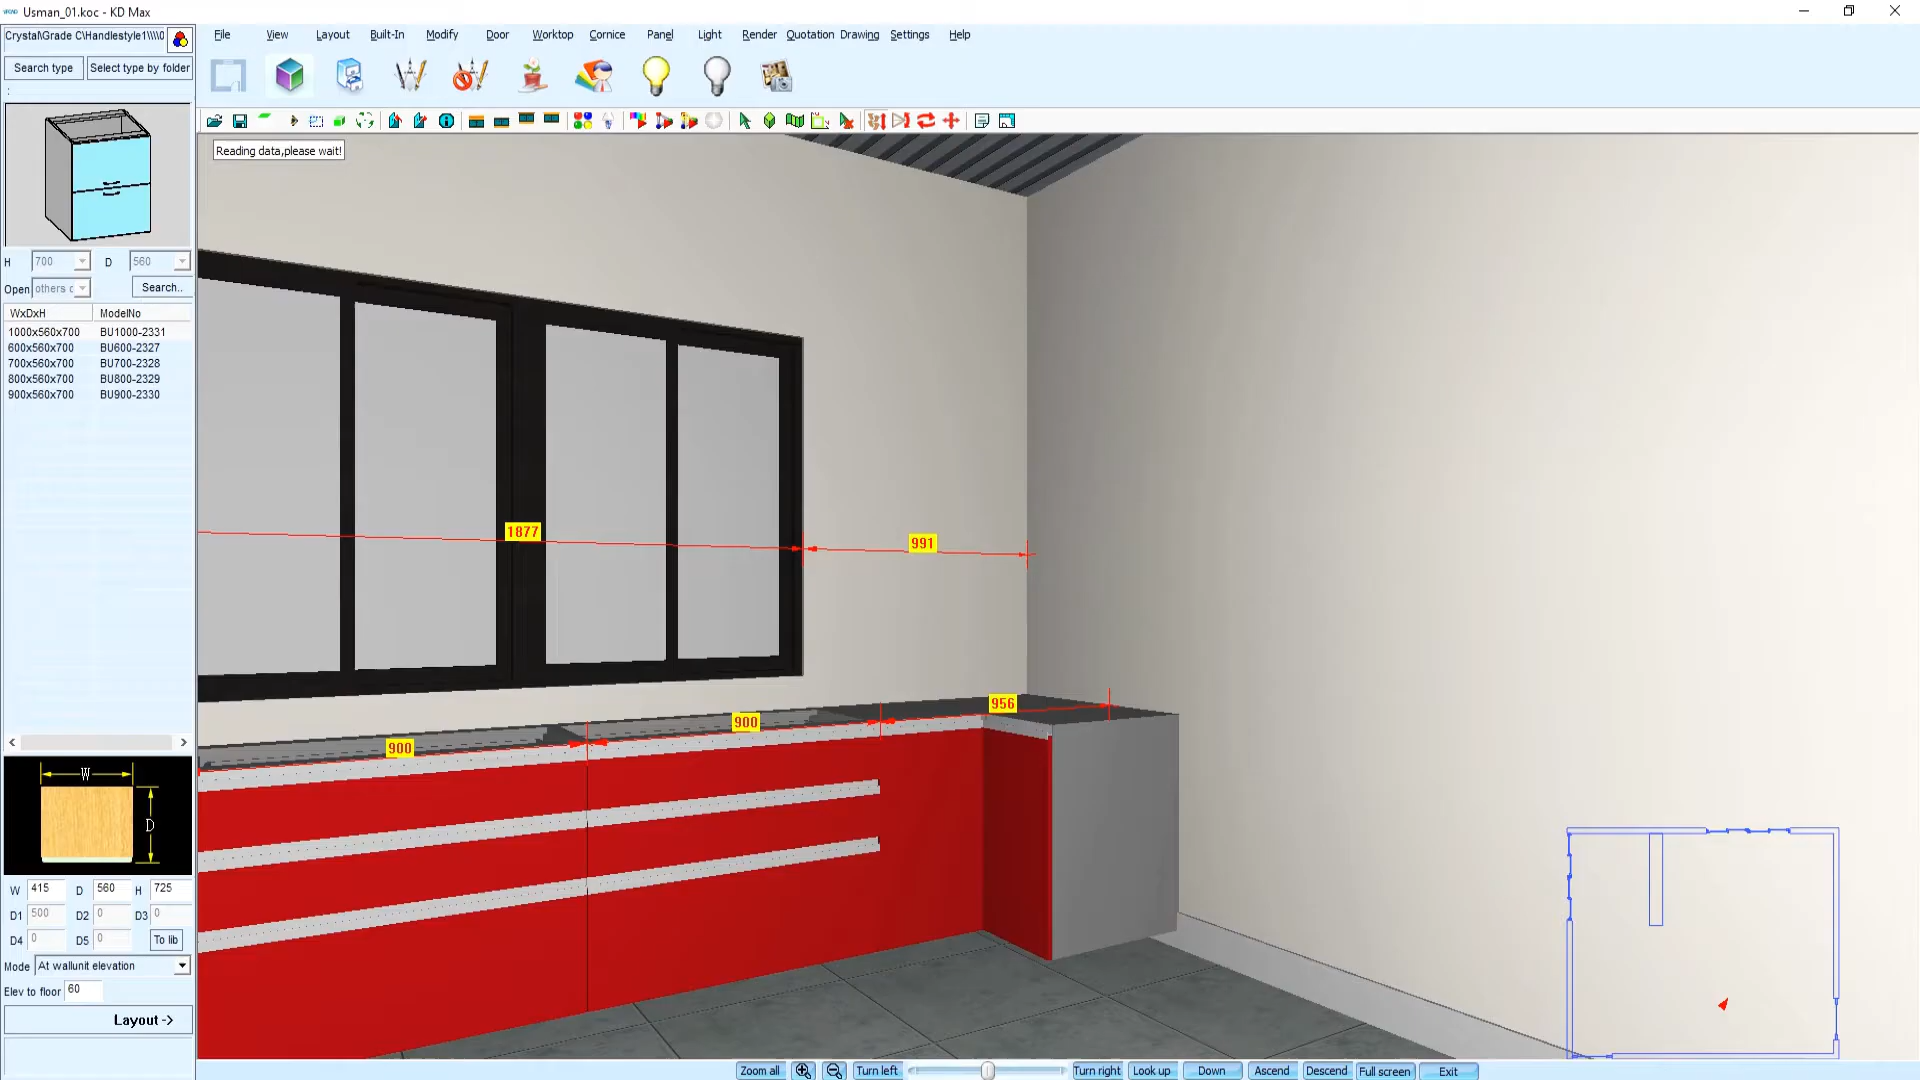 Usman_01.koc - KD Max
Crystal\Grade C\Handlestyle1\\\\0
File View Layout Built-In Modify Door Worktop Cornice Panel Light Render Quotation Drawing Settings Help
Search type Select type by folder
:
Reading data,please wait!
H 700 D 560
Open others c Search..
WxDxH ModelNo
1000x560x700 BU1000-2331
600x560x700 BU600-2327
700x560x700 BU700-2328
800x560x700 BU800-2329
900x560x700 BU900-2330
1877
991
956
900
900
W
D
W 415 D 560 H 725
D1 500 D2 0 D3 0
D4 0 D5 0 To lib
Mode At wallunit elevation
Elev to floor 60
Layout ->
Zoom all Turn left Turn right Look up Down Ascend Descend Full screen Exit